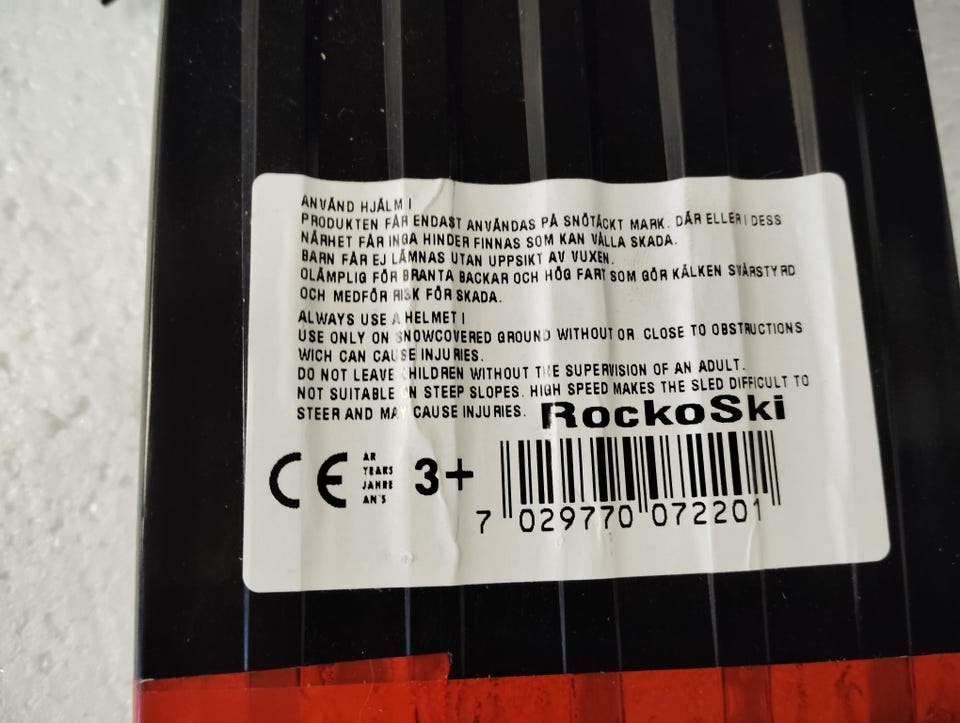 ANVÄND HJÄLM !
PRODUKTEN FÅR ENDAST ANVÄNDAS PÅ SNÖTÄCKT MARK. DÄR ELLER I DESS
NÄRHET FÅR INGA HINDER FINNAS SOM KAN VÅLLA SKADA.
BARN FÅR EJ LÄMNAS UTAN UPPSIKT AV VUXEN.
OLÄMPLIG FÖR BRANTA BACKAR OCH HÖG FART SOM GÖR KÄLKEN SVÅRSTYRD
OCH MEDFÖR RISK FÖR SKADA.
ALWAYS USE A HELMET !
USE ONLY ON SNOWCOVERED GROUND WITHOUT OR CLOSE TO OBSTRUCTIONS
WICH CAN CAUSE INJURIES.
DO NOT LEAVE CHILDREN WITHOUT THE SUPERVISION OF AN ADULT.
NOT SUITABLE ON STEEP SLOPES. HIGH SPEED MAKES THE SLED DIFFICULT TO
STEER AND MAY CAUSE INJURIES.
RockoSki
CE
ÅR
YEARS
JAHRE
AN'S
3+
7 029770 072201